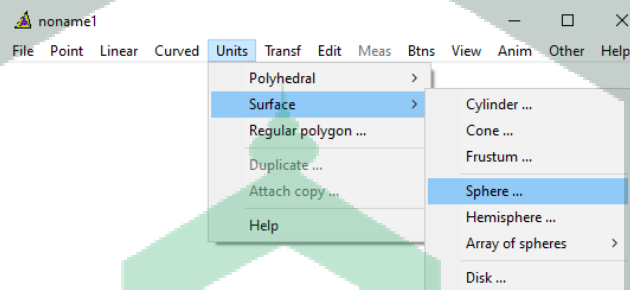 noname1
File Point Linear Curved Units Transf Edit Meas Btns View Anim Other Help
Polyhedral
Surface
Regular polygon ...
Duplicate ...
Attach copy ...
Help
Cylinder ...
Cone ...
Frustum ...
Sphere ...
Hemisphere ...
Array of spheres
Disk ...